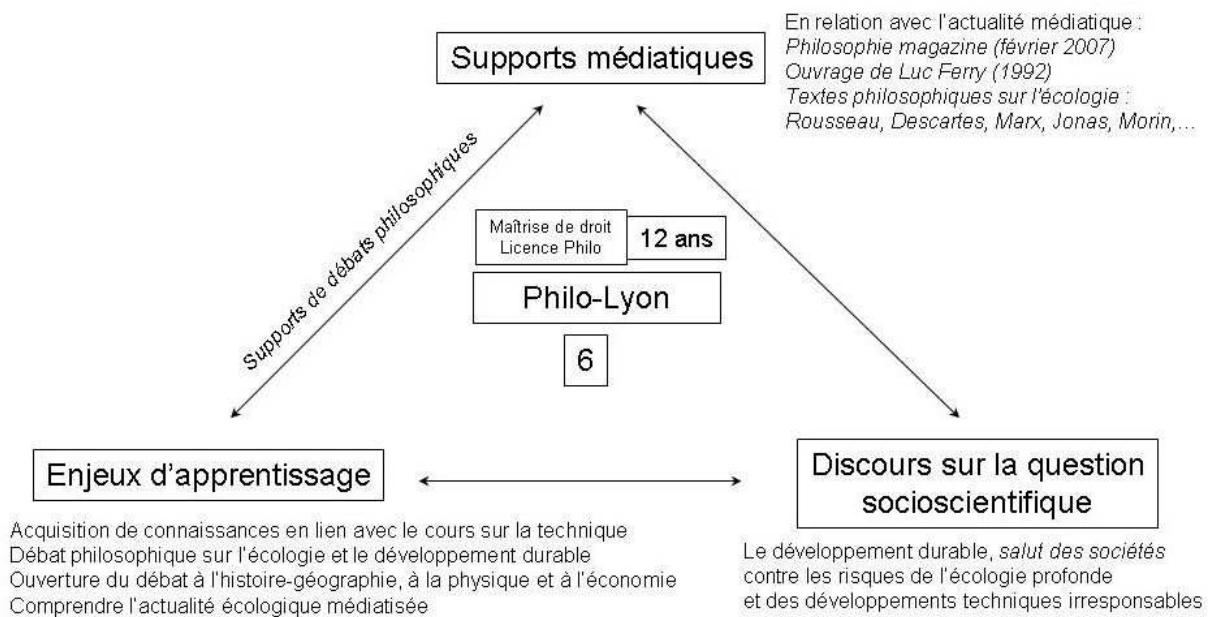 En relation avec l'actualité médiatique :
Philosophie magazine (février 2007)
Ouvrage de Luc Ferry (1992)
Textes philosophiques sur l'écologie :
Rousseau, Descartes, Marx, Jonas, Morin,...
Supports médiatiques
Supports de débats philosophiques
Maîtrise de droit
Licence Philo
12 ans
Philo-Lyon
6
Enjeux d'apprentissage
Acquisition de connaissances en lien avec le cours sur la technique
Débat philosophique sur l'écologie et le développement durable
Ouverture du débat à l'histoire-géographie, à la physique et à l'économie
Comprendre l'actualité écologique médiatisée
Discours sur la question
socioscientifique
Le développement durable, salut des sociétés
contre les risques de l'écologie profonde
et des développements techniques irresponsables